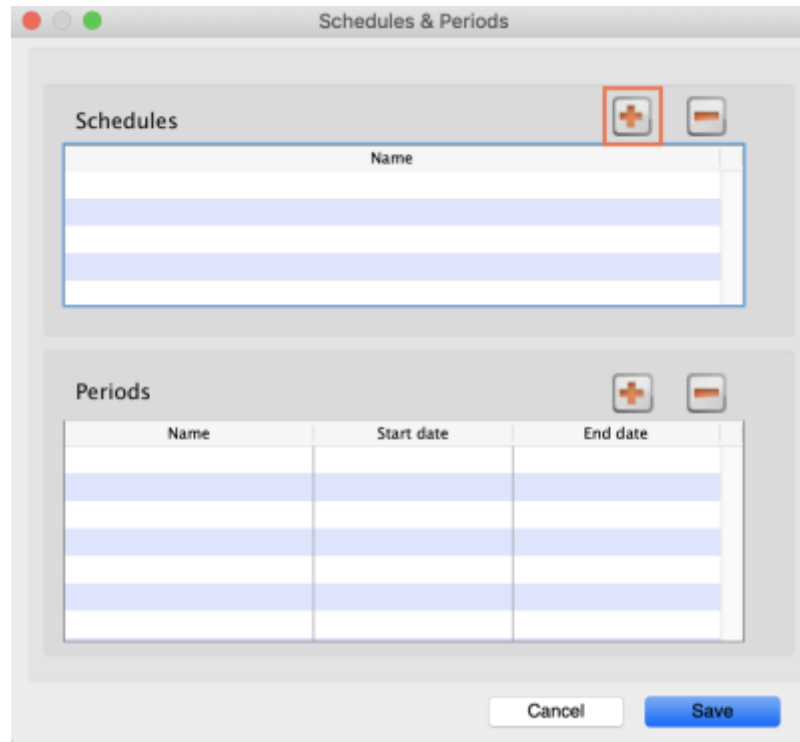 Schedules & Periods
Schedules
Name
Periods
Name Start date End date
Cancel Save